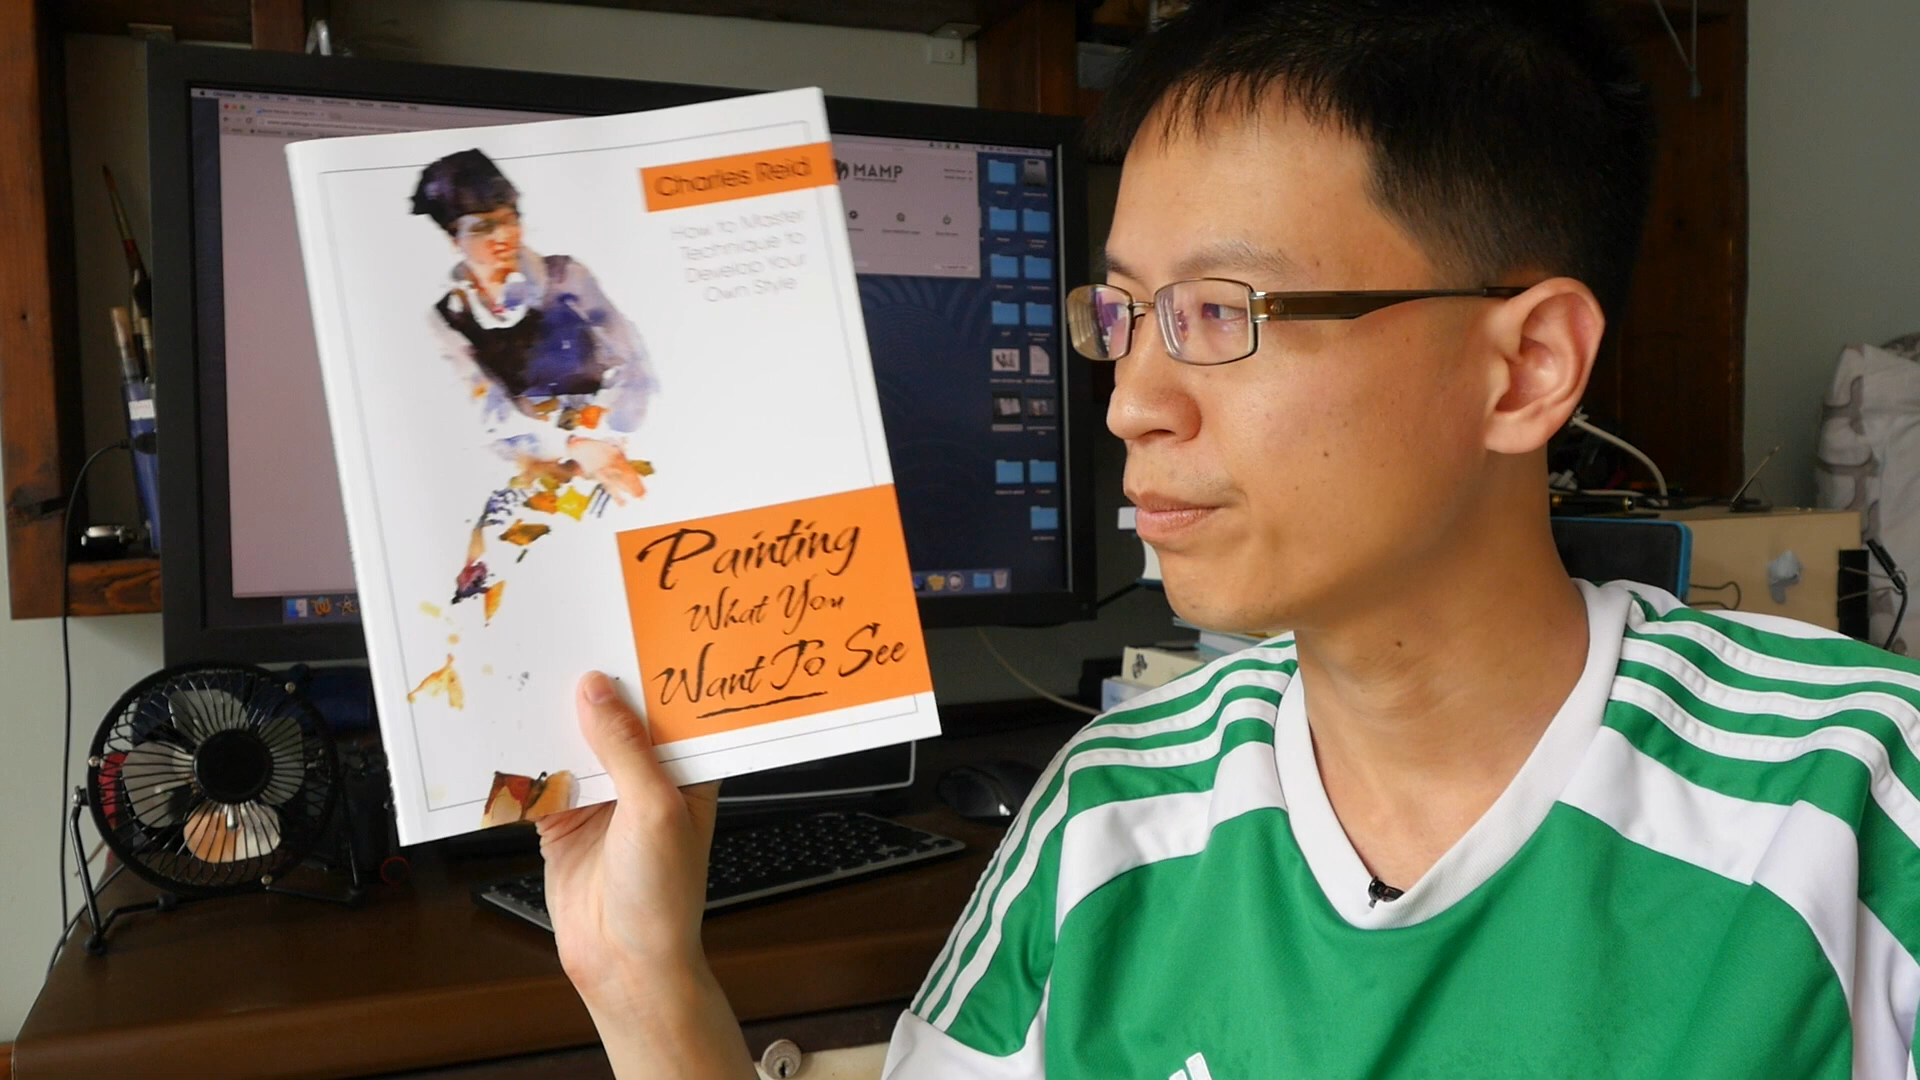 Charles Reid
How to Master
Technique to
Develop Your
Own Style
Painting
What You
Want To See
MAMP